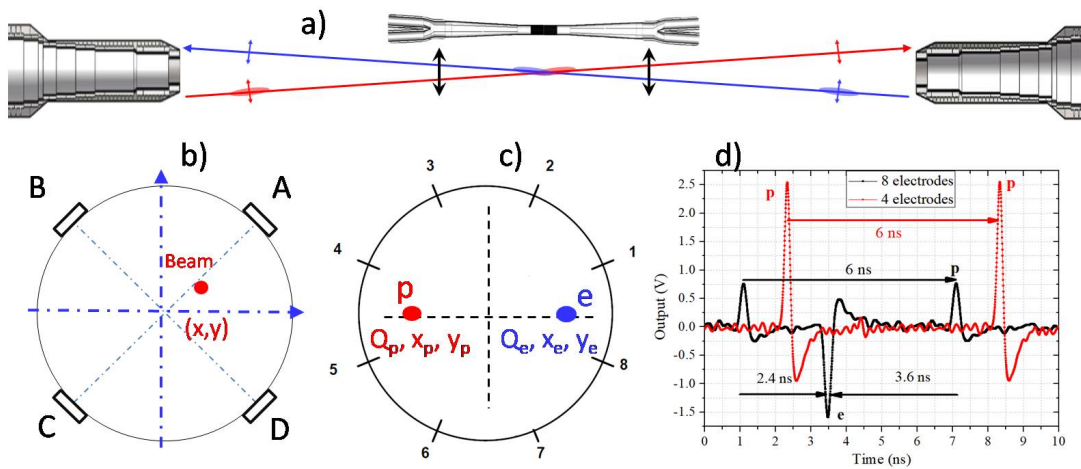 a)
b)
B
A
Beam
(x,y)
C
D
c)
3
2
4
1
p
e
Qp, xp, yp
Qe, xe, ye
5
8
6
7
d)
8 electrodes
4 electrodes
p
p
6 ns
6 ns
p
2.4 ns
3.6 ns
e
Output (V)
2.5
2.0
1.5
1.0
0.5
0.0
-0.5
-1.0
-1.5
0 1 2 3 4 5 6 7 8 9 10
Time (ns)